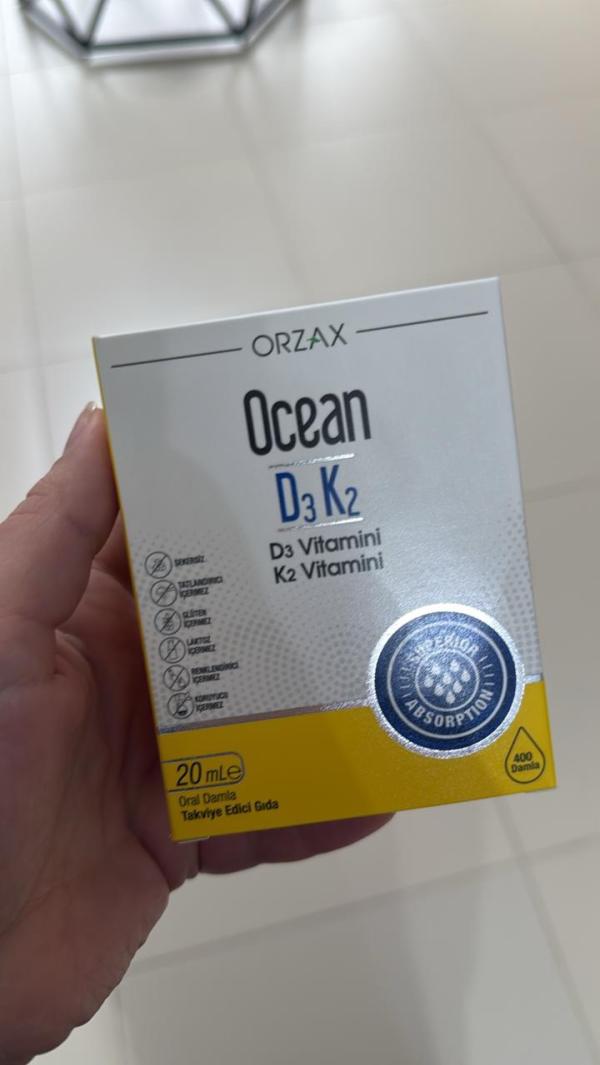 ORZAX
Ocean
D3 K2
D3 Vitamini
K2 Vitamini
ŞEKERSİZ
TATLANDIRICI
İÇERMEZ
GLÜTEN
İÇERMEZ
LAKTOZ
İÇERMEZ
RENKLENDİRİCİ
İÇERMEZ
KORUYUCU
İÇERMEZ
SUPERIOR
ABSORPTION
20 mLe
Oral Damla
Takviye Edici Gıda
400
Damla